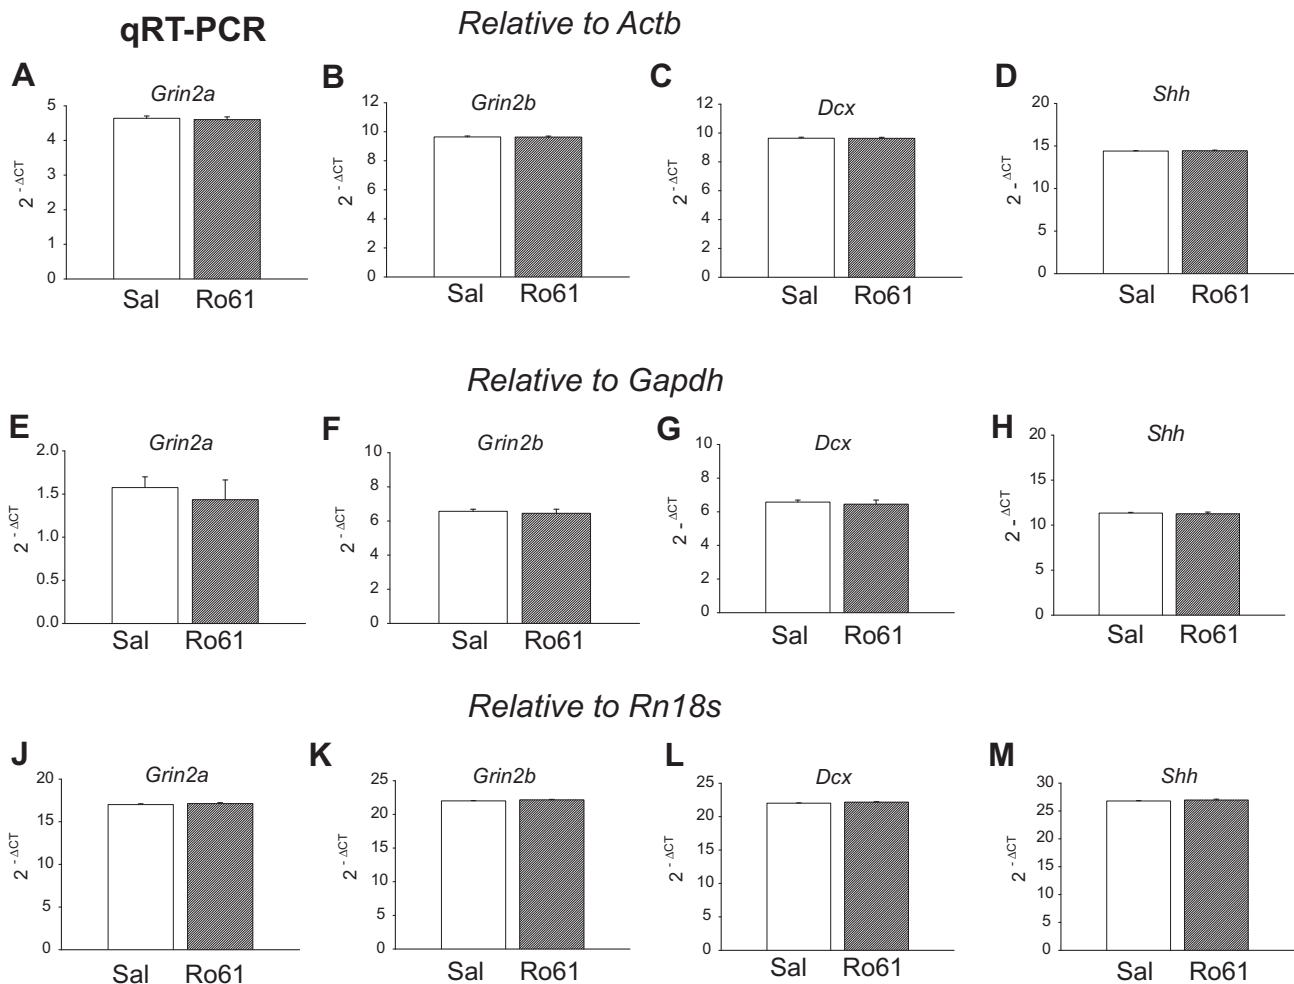 qRT-PCR
Relative to Actb
A
Grin2a
5
4
3
2
1
0
2 - ΔCT
Sal Ro61
B
Grin2b
12
10
8
6
4
2
0
2 - ΔCT
Sal Ro61
C
Dcx
12
10
8
6
4
2
0
2 - ΔCT
Sal Ro61
D
Shh
20
15
10
5
0
2 - ΔCT
Sal Ro61
Relative to Gapdh
E
Grin2a
2.0
1.5
1.0
0.5
0.0
2 - ΔCT
Sal Ro61
F
Grin2b
10
8
6
4
2
0
2 - ΔCT
Sal Ro61
G
Dcx
10
8
6
4
2
0
2 - ΔCT
Sal Ro61
H
Shh
20
15
10
5
0
2 - ΔCT
Sal Ro61
Relative to Rn18s
J
Grin2a
20
15
10
5
0
2 - ΔCT
Sal Ro61
K
Grin2b
25
20
15
10
5
0
2 - ΔCT
Sal Ro61
L
Dcx
25
20
15
10
5
0
2 - ΔCT
Sal Ro61
M
Shh
30
25
20
15
10
5
0
2 - ΔCT
Sal Ro61